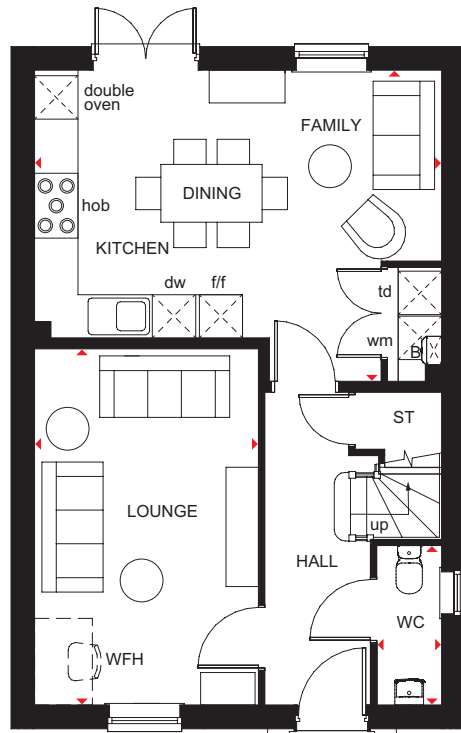 double
oven
FAMILY
DINING
hob
KITCHEN
dw
f/f
td
wm
B
ST
LOUNGE
up
HALL
WC
WFH